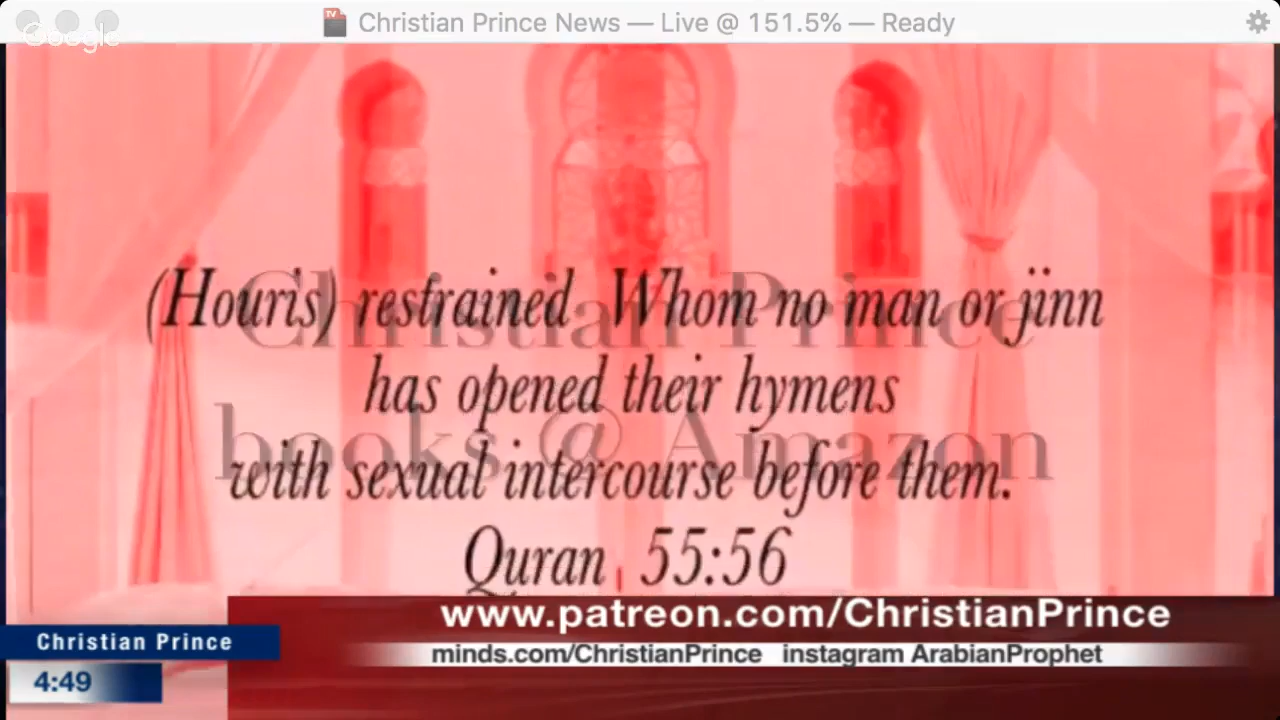 Christian Prince News — Live @ 151.5% — Ready
Google
(Houris) restrained Whom no man or jinn
Christian Prince
has opened their hymens
books @ Amazon
with sexual intercourse before them.
Quran 55:56
www.patreon.com/ChristianPrince
Christian Prince
minds.com/ChristianPrince instagram ArabianProphet
4:49